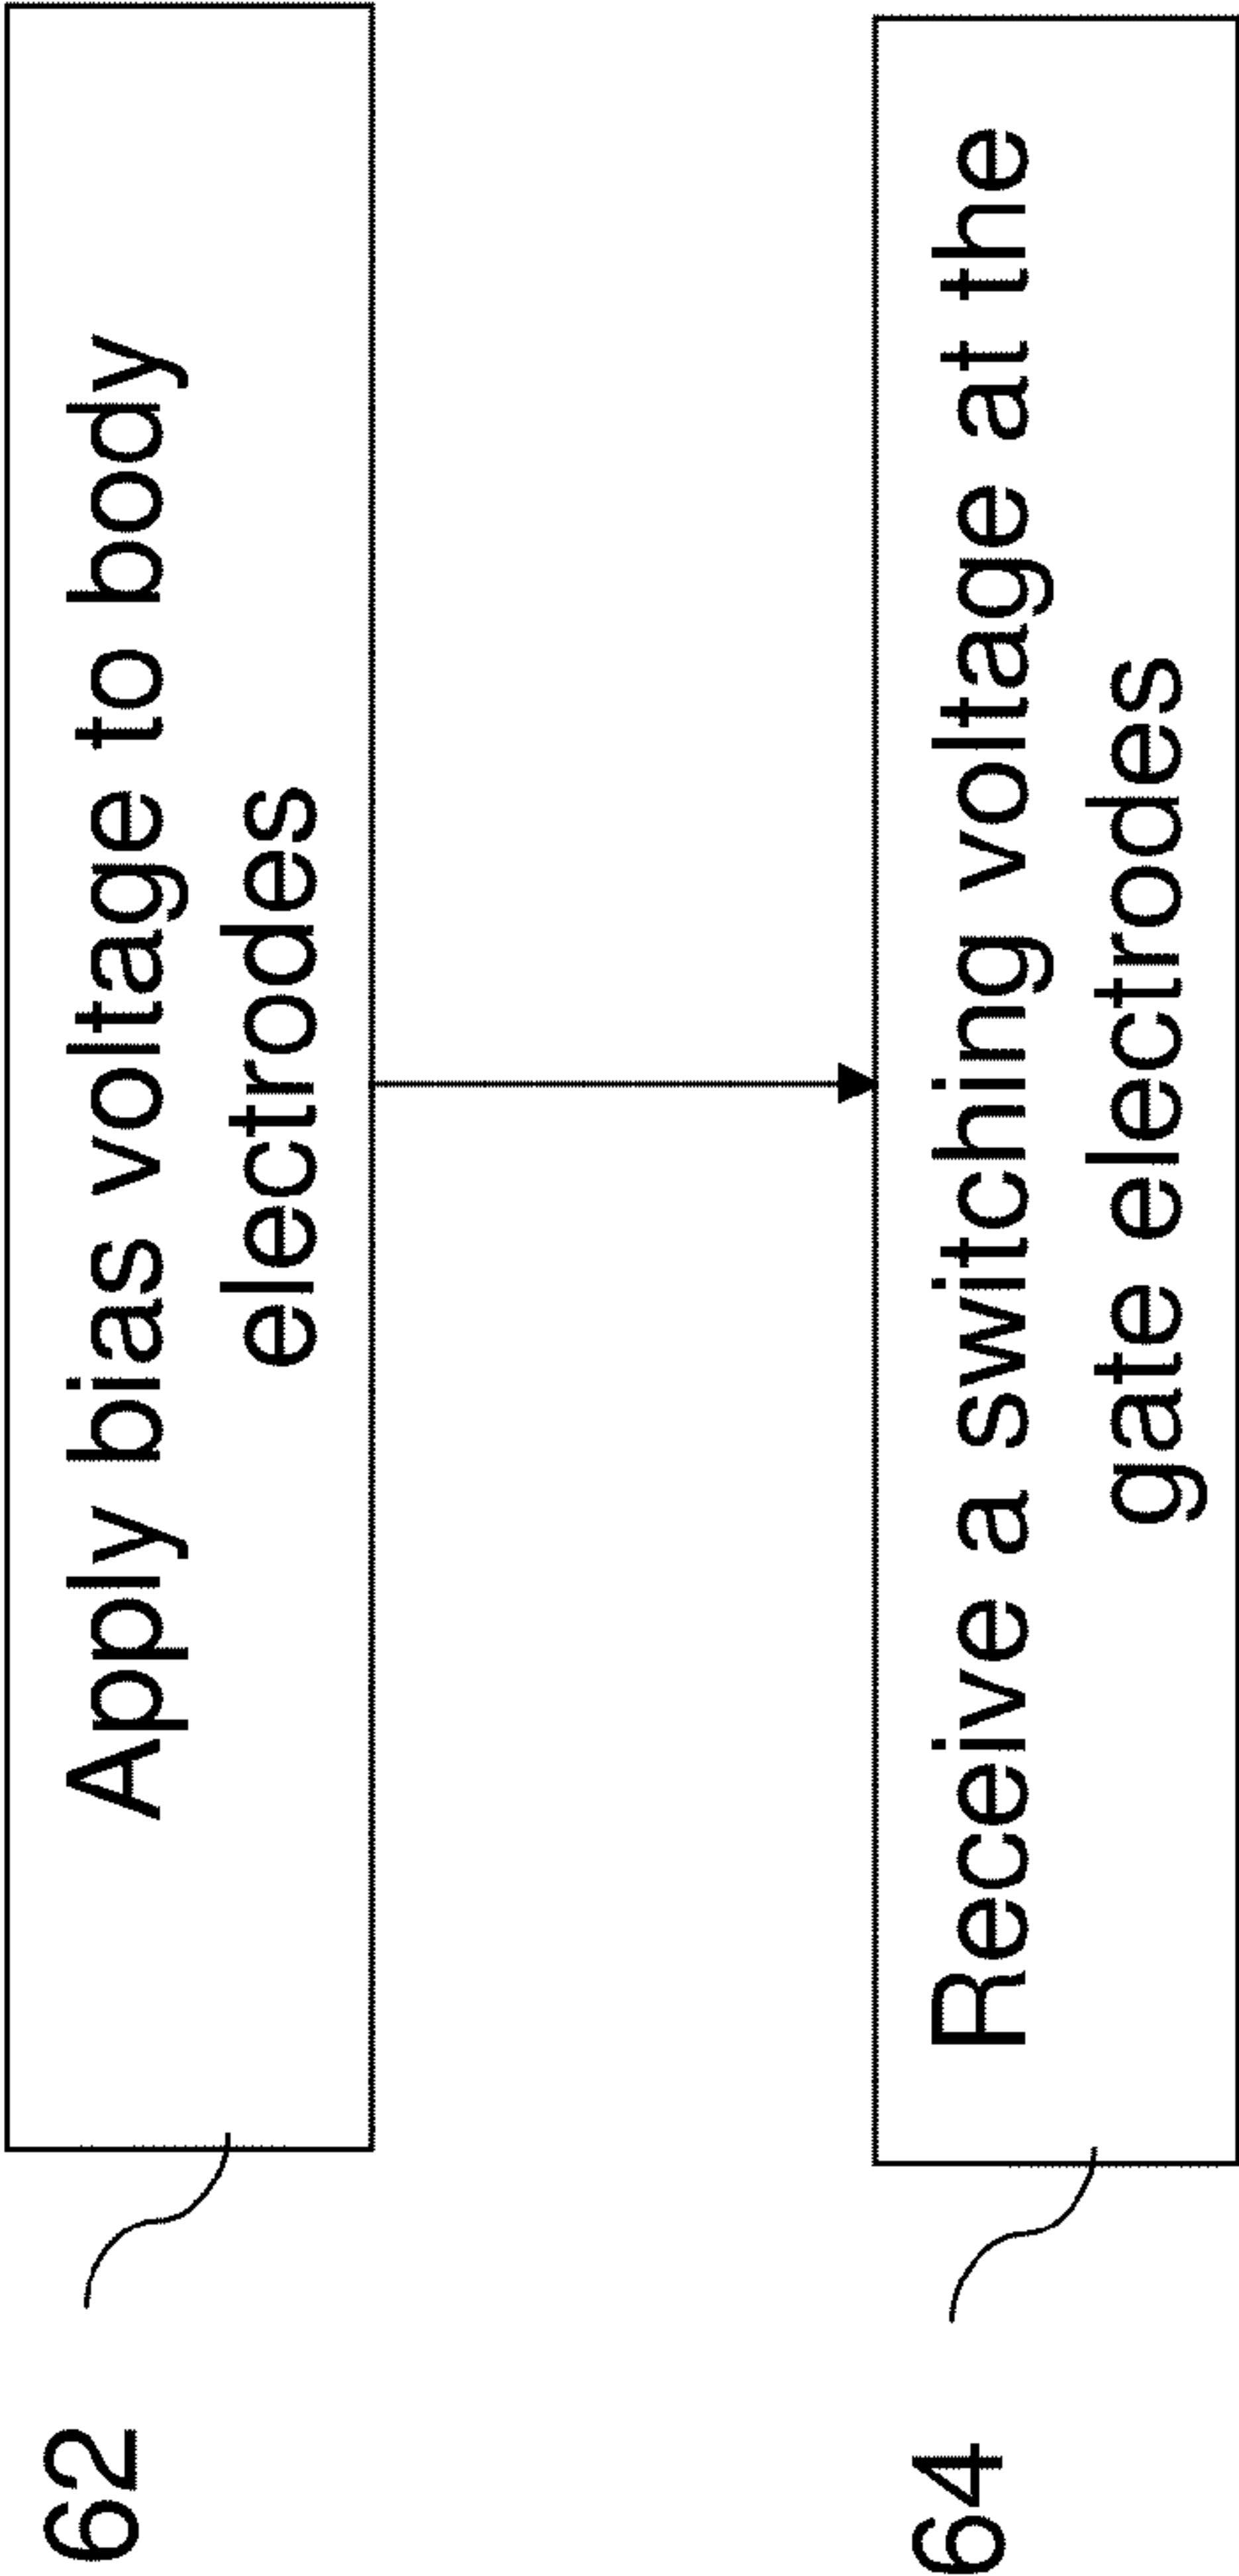 62
Apply bias voltage to body
electrodes
64
Receive a switching voltage at the
gate electrodes